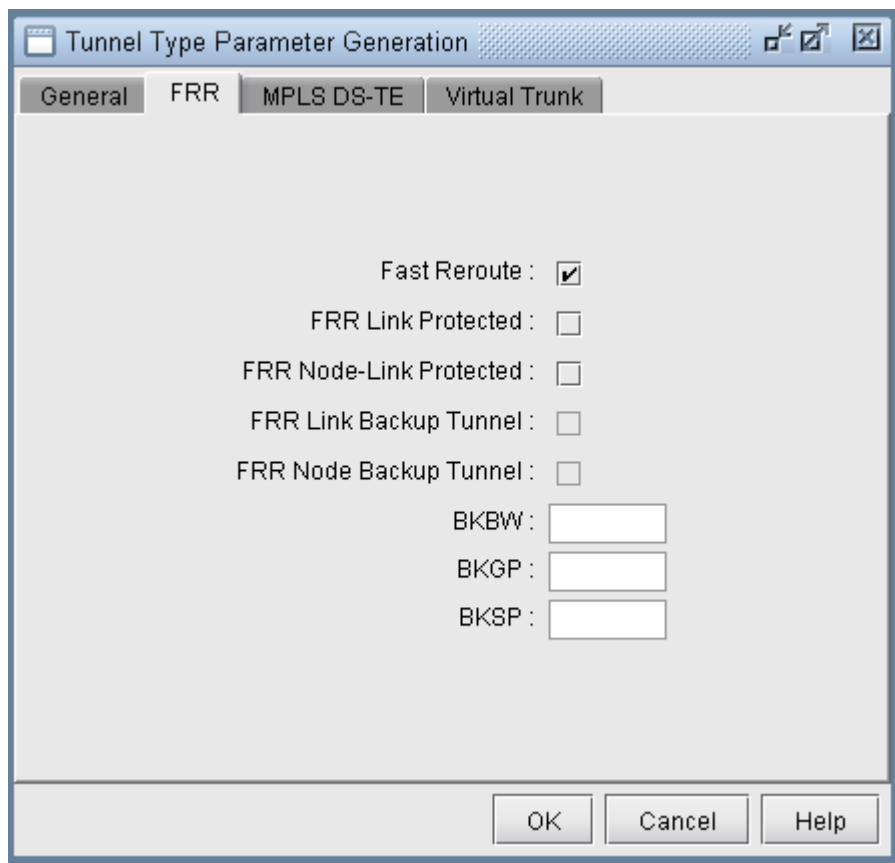 Tunnel Type Parameter Generation
General FRR MPLS DS-TE Virtual Trunk
Fast Reroute :
FRR Link Protected :
FRR Node-Link Protected :
FRR Link Backup Tunnel :
FRR Node Backup Tunnel :
BKBW :
BKGP :
BKSP :
OK Cancel Help